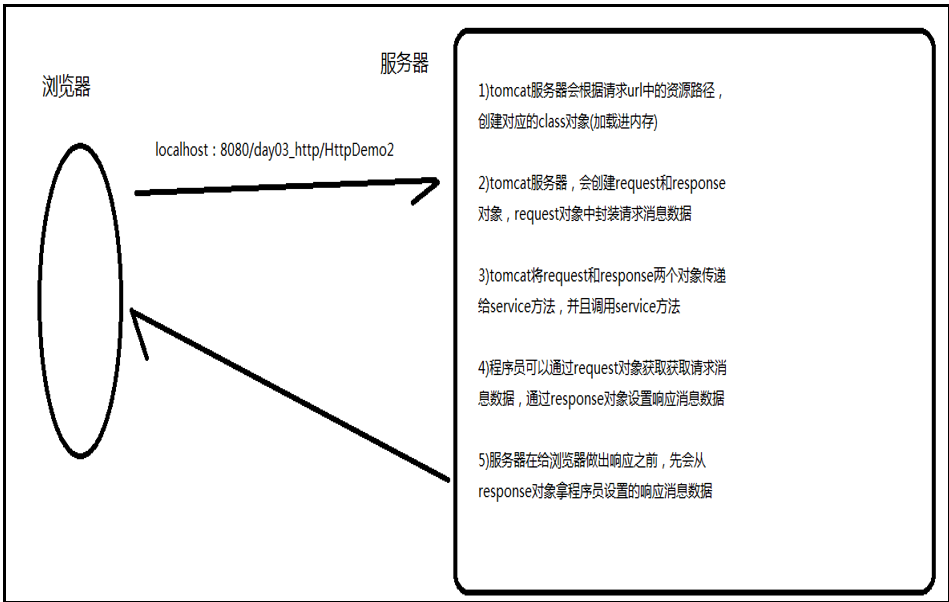 浏览器
服务器
localhost : 8080/day03_http/HttpDemo2
1)tomcat服务器会根据请求url中的资源路径，
创建对应的class对象(加载进内存)
2)tomcat服务器，会创建request和response
对象，request对象中封装请求消息数据
3)tomcat将request和response两个对象传递
给service方法，并且调用service方法
4)程序员可以通过request对象获取获取请求消
息数据，通过response对象设置响应消息数据
5)服务器在给浏览器做出响应之前，先会从
response对象拿程序员设置的响应消息数据